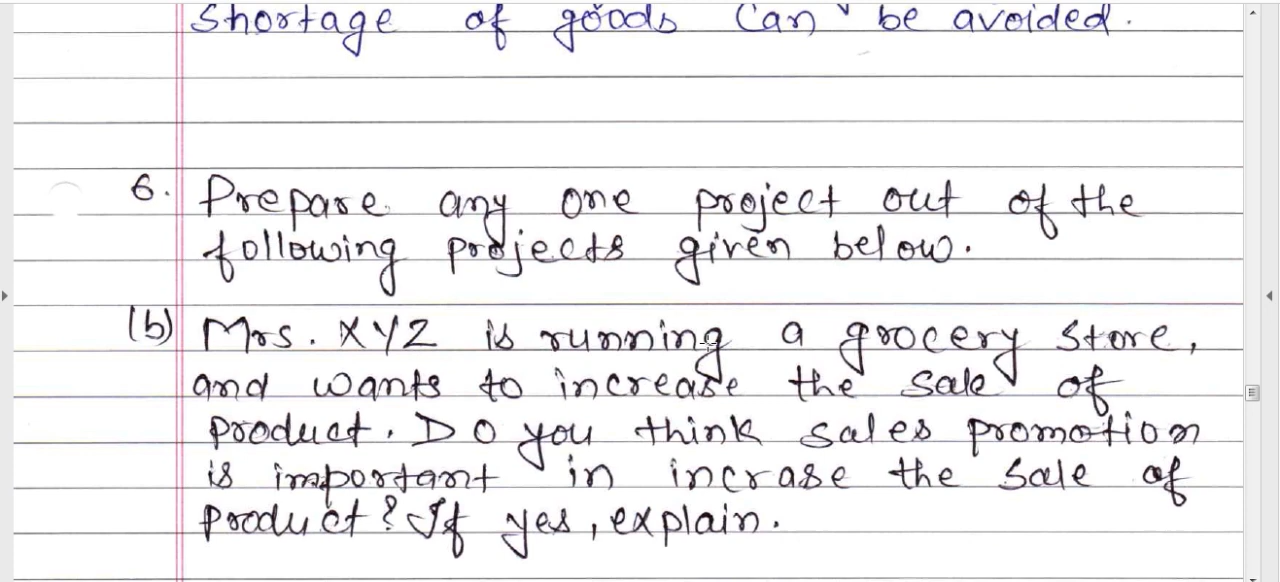 Shortage of goods can be avoided.
6. Prepare any one project out of the
following projects given below.
(b) Mrs. XYZ is running a grocery store,
and wants to increase the sale of
product. Do you think sales promotion
is important in incrase the sale of
product? If yes, explain.